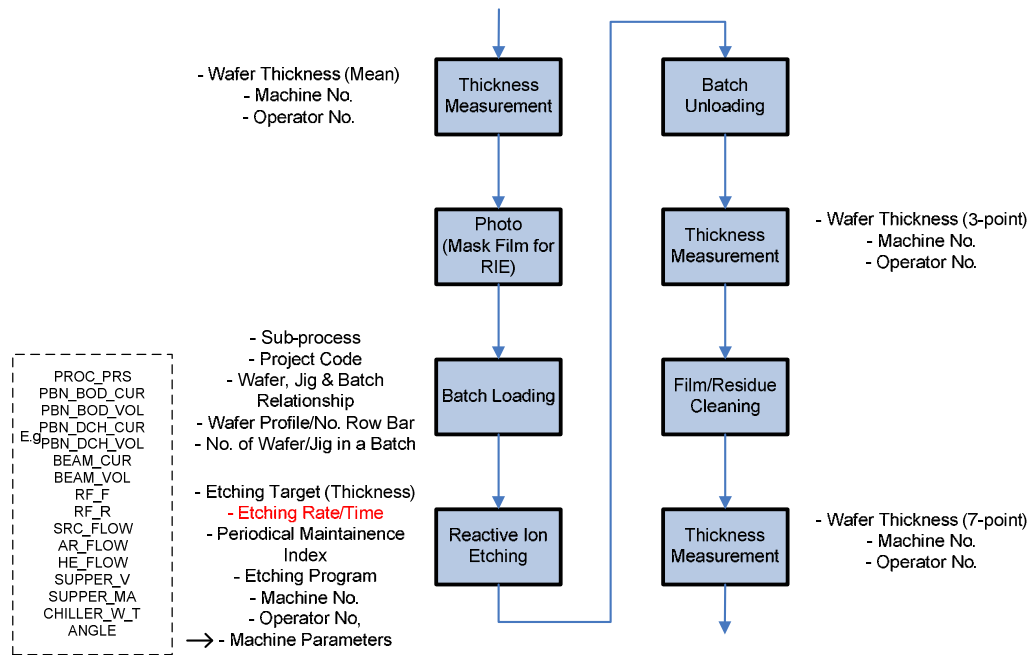 - Wafer Thickness (Mean)
- Machine No.
- Operator No.
Thickness
Measurement
Photo
(Mask Film for
RIE)
- Sub-process
- Project Code
- Wafer, Jig & Batch
Relationship
- Wafer Profile/No. Row Bar
- No. of Wafer/Jig in a Batch
Batch Loading
- Etching Target (Thickness)
- Etching Rate/Time
- Periodical Maintainence
Index
- Etching Program
- Machine No.
- Operator No,
- Machine Parameters
Reactive Ion
Etching
E.g
PROC_PRS
PBN_BOD_CUR
PBN_BOD_VOL
PBN_DCH_CUR
PBN_DCH_VOL
BEAM_CUR
BEAM_VOL
RF_F
RF_R
SRC_FLOW
AR_FLOW
HE_FLOW
SUPPER_V
SUPPER_MA
CHILLER_W_T
ANGLE
Batch
Unloading
Thickness
Measurement
- Wafer Thickness (3-point)
- Machine No.
- Operator No.
Film/Residue
Cleaning
Thickness
Measurement
- Wafer Thickness (7-point)
- Machine No.
- Operator No.